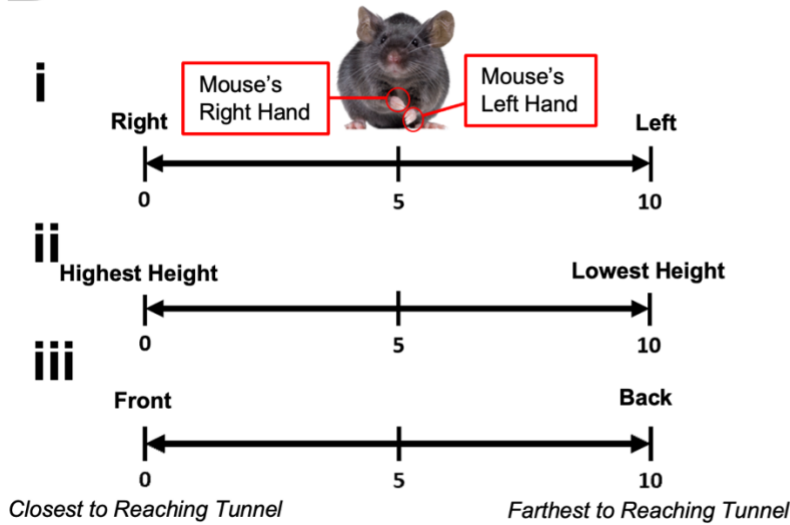 i
Mouse's
Right Hand
Mouse's
Left Hand
Right
Left
0
5
10
ii
Highest Height
Lowest Height
0
5
10
iii
Front
Back
0
5
10
Closest to Reaching Tunnel
Farthest to Reaching Tunnel